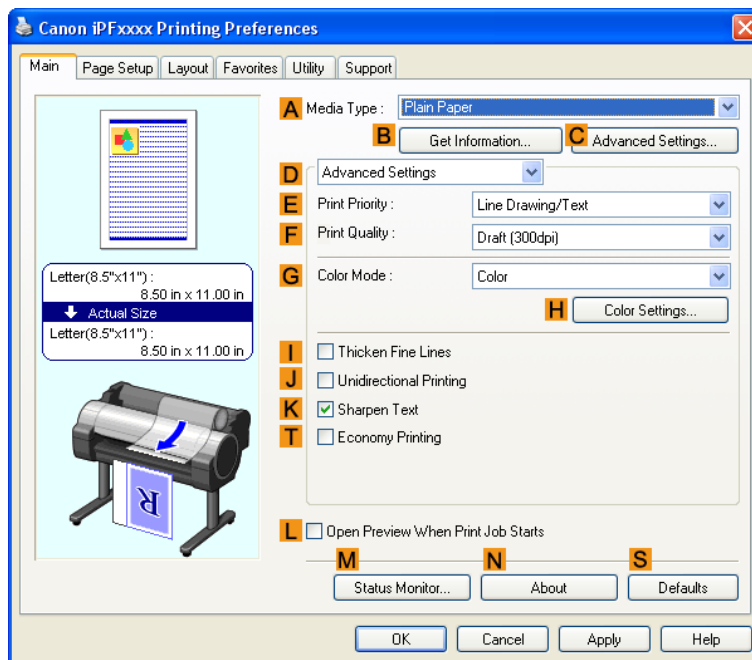 Canon iPFxxxx Printing Preferences
Main Page Setup Layout Favorites Utility Support
A Media Type : Plain Paper
B Get Information... C Advanced Settings...
D Advanced Settings
E Print Priority : Line Drawing/Text
F Print Quality : Draft (300dpi)
G Color Mode : Color
H Color Settings...
Letter(8.5"x11") :
8.50 in x 11.00 in
Actual Size
Letter(8.5"x11") :
8.50 in x 11.00 in
I Thicken Fine Lines
J Unidirectional Printing
K Sharpen Text
T Economy Printing
R
L Open Preview When Print Job Starts
M N S
Status Monitor... About Defaults
OK Cancel Apply Help